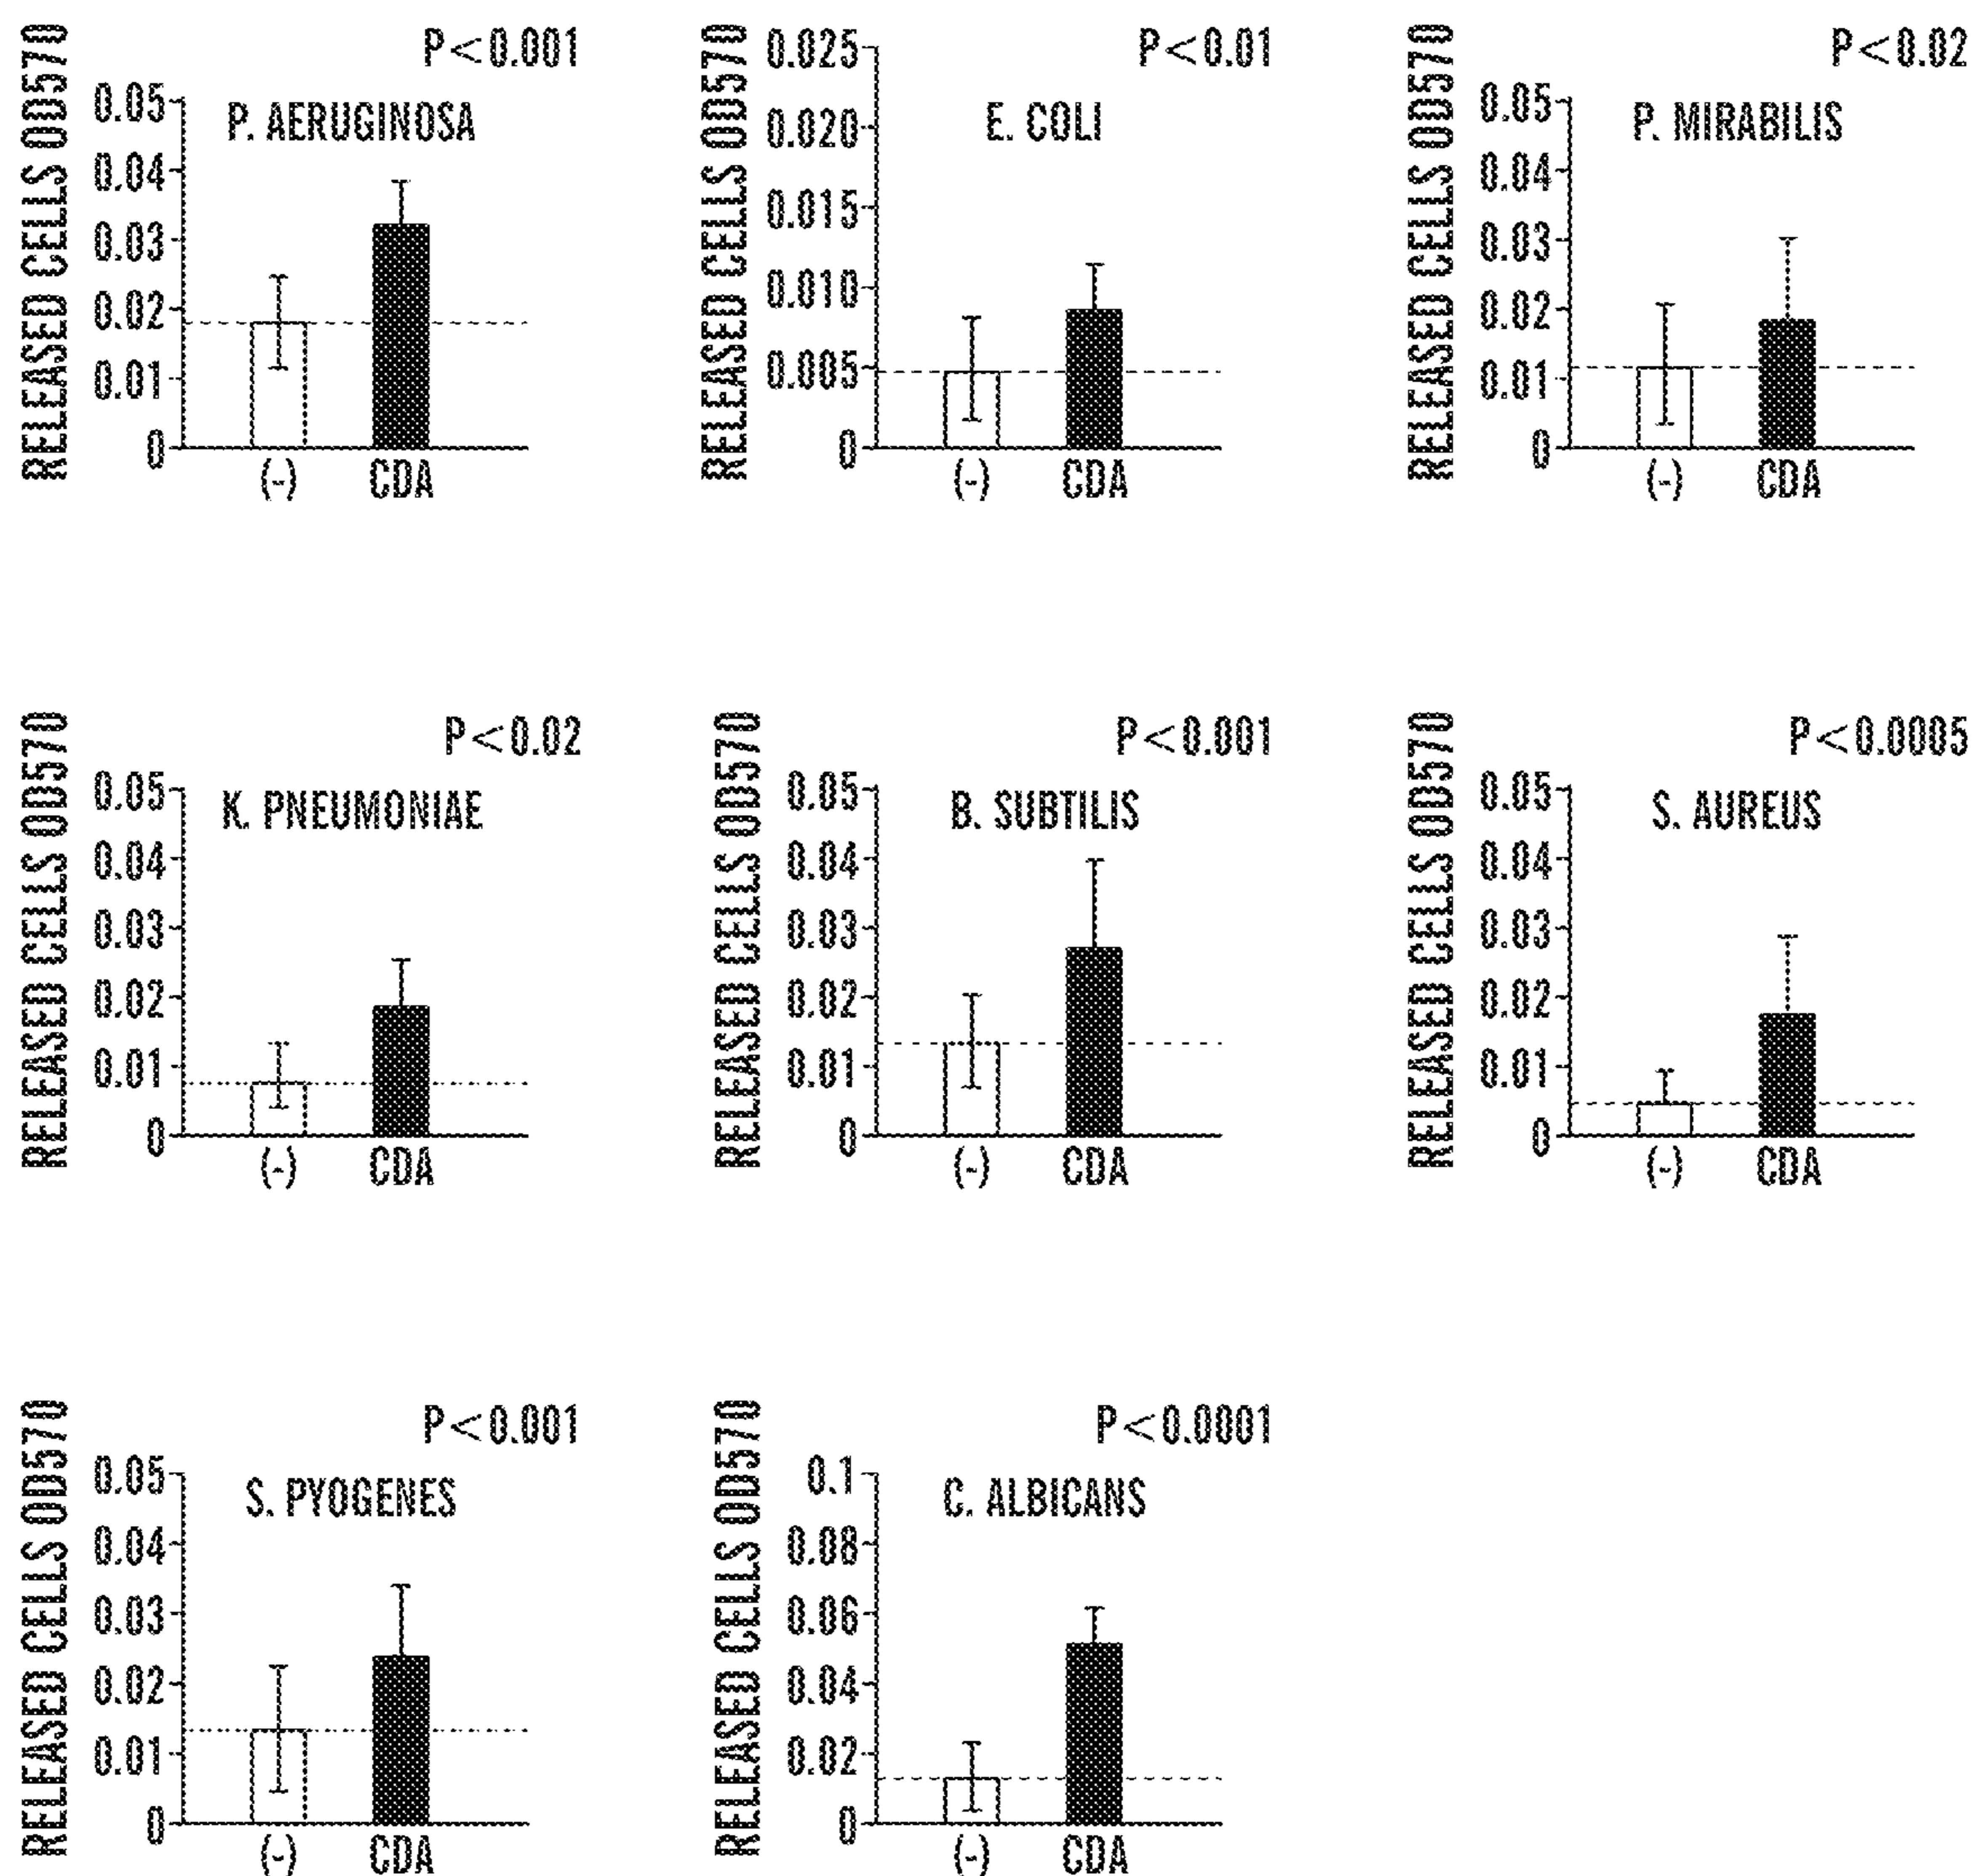 P<0.001
RELEASED CELLS OD570
P. AERUGINOSA
0.05
0.04
0.03
0.02
0.01
0
(-) CDA
P<0.01
RELEASED CELLS OD570
E. COLI
0.025
0.020
0.015
0.010
0.005
0
(-) CDA
P<0.02
RELEASED CELLS OD570
P. MIRABILIS
0.05
0.04
0.03
0.02
0.01
0
(-) CDA
P<0.02
RELEASED CELLS OD570
K. PNEUMONIAE
0.05
0.04
0.03
0.02
0.01
0
(-) CDA
P<0.001
RELEASED CELLS OD570
B. SUBTILIS
0.05
0.04
0.03
0.02
0.01
0
(-) CDA
P<0.0005
RELEASED CELLS OD570
S. AUREUS
0.05
0.04
0.03
0.02
0.01
0
(-) CDA
P<0.001
RELEASED CELLS OD570
S. PYOGENES
0.05
0.04
0.03
0.02
0.01
0
(-) CDA
P<0.0001
RELEASED CELLS OD570
C. ALBICANS
0.1
0.08
0.06
0.04
0.02
0
(-) CDA